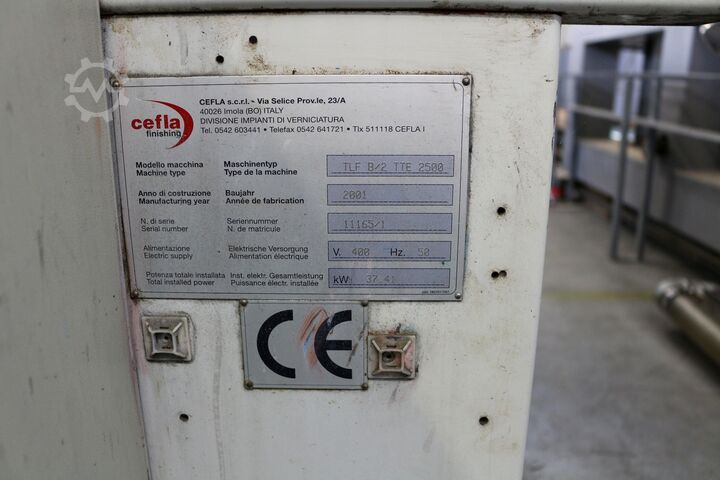 cefla
finishing
CEFLA s.c.r.l. - Via Selice Prov.le, 23/A
40026 Imola (BO) ITALY
DIVISIONE IMPIANTI DI VERNICIATURA
Tel. 0542 603441 • Telefax 0542 641721 • Tlx 511118 CEFLA I
Modello macchina Maschinentyp TLF B/2 TTE 2500
Machine type Type de la machine
Anno di costruzione Baujahr 2001
Manufacturing year Année de fabrication
N. di serie Seriennummer 11165/1
Serial number N. de matricule
Alimentazione Elektrische Versorgung V. 400 Hz. 50
Electric supply Alimentation électrique
Potenza totale installata Inst. elektr. Gesamtleistung kW 37.41
Total installed power Puissance électr. installée
CE